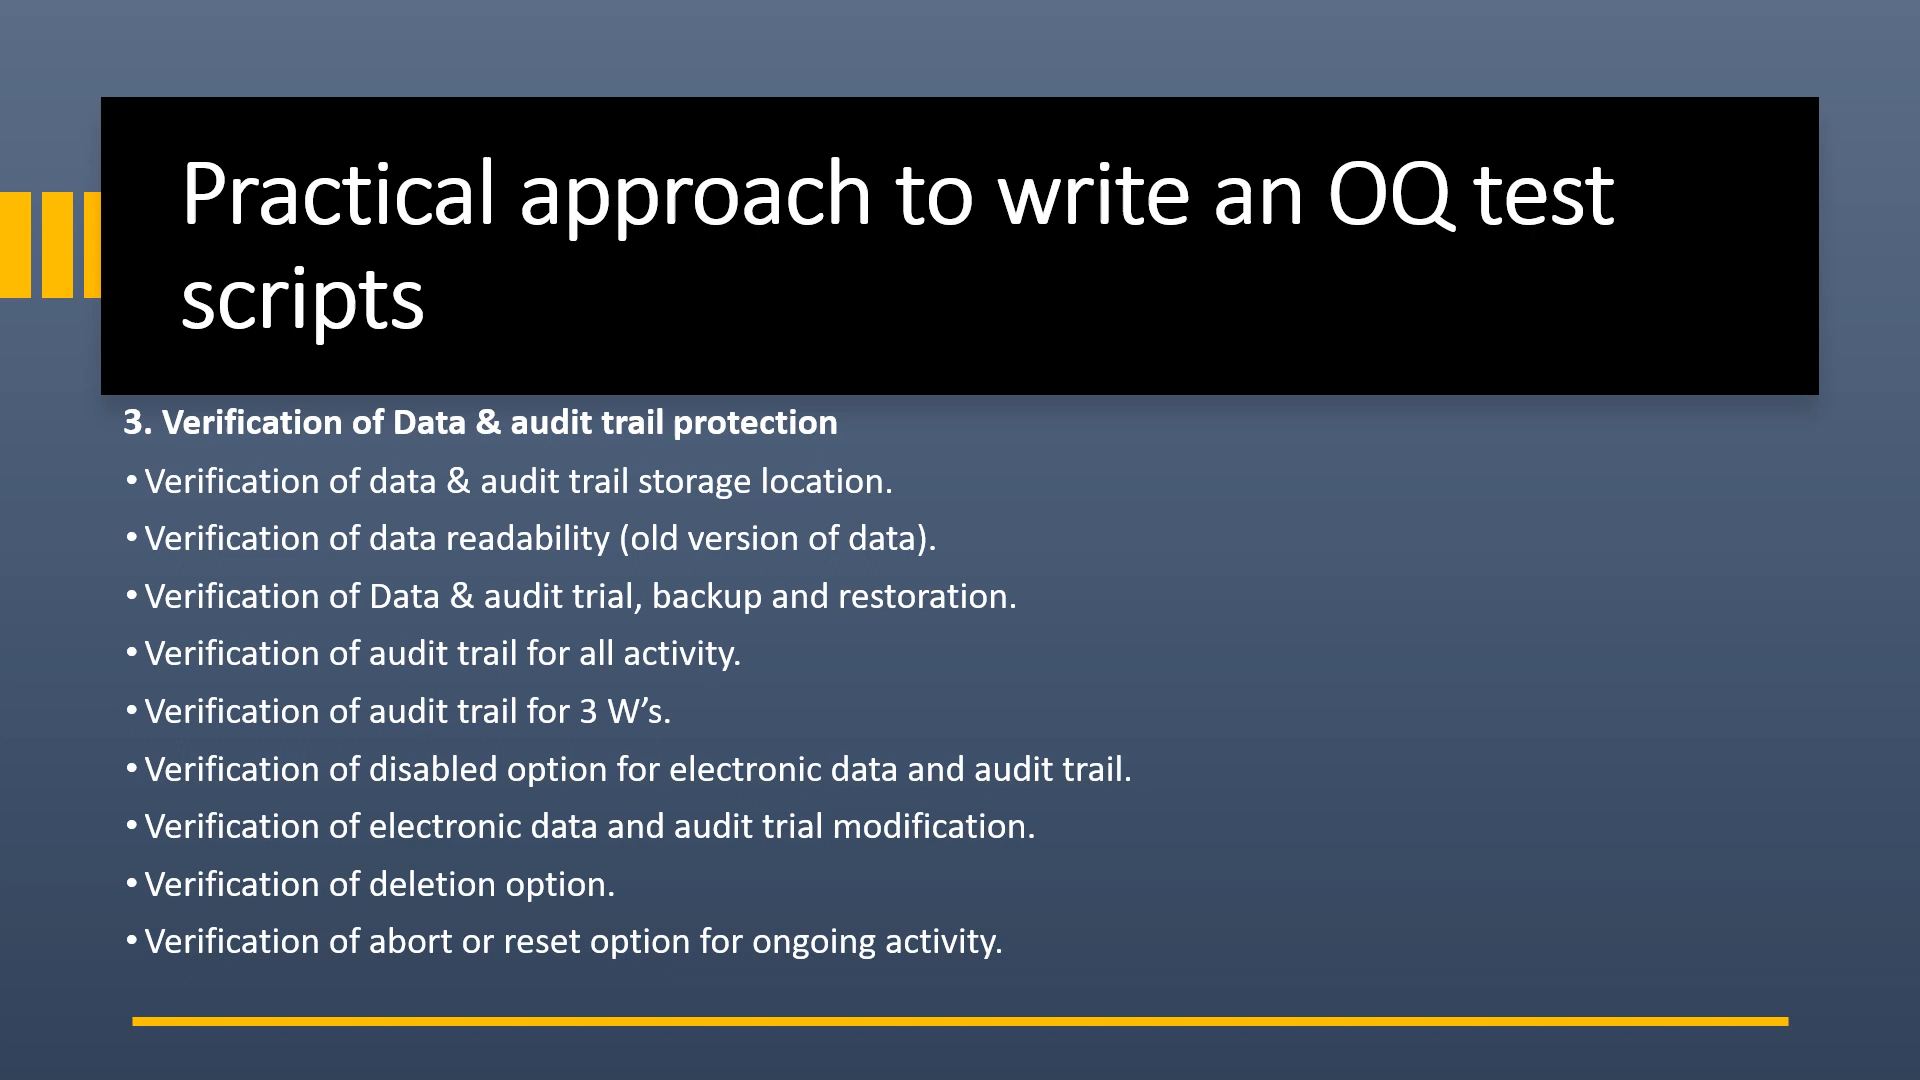 Practical approach to write an OQ test
scripts
3. Verification of Data & audit trail protection
• Verification of data & audit trail storage location.
• Verification of data readability (old version of data).
• Verification of Data & audit trial, backup and restoration.
• Verification of audit trail for all activity.
• Verification of audit trail for 3 W’s.
• Verification of disabled option for electronic data and audit trail.
• Verification of electronic data and audit trial modification.
• Verification of deletion option.
• Verification of abort or reset option for ongoing activity.